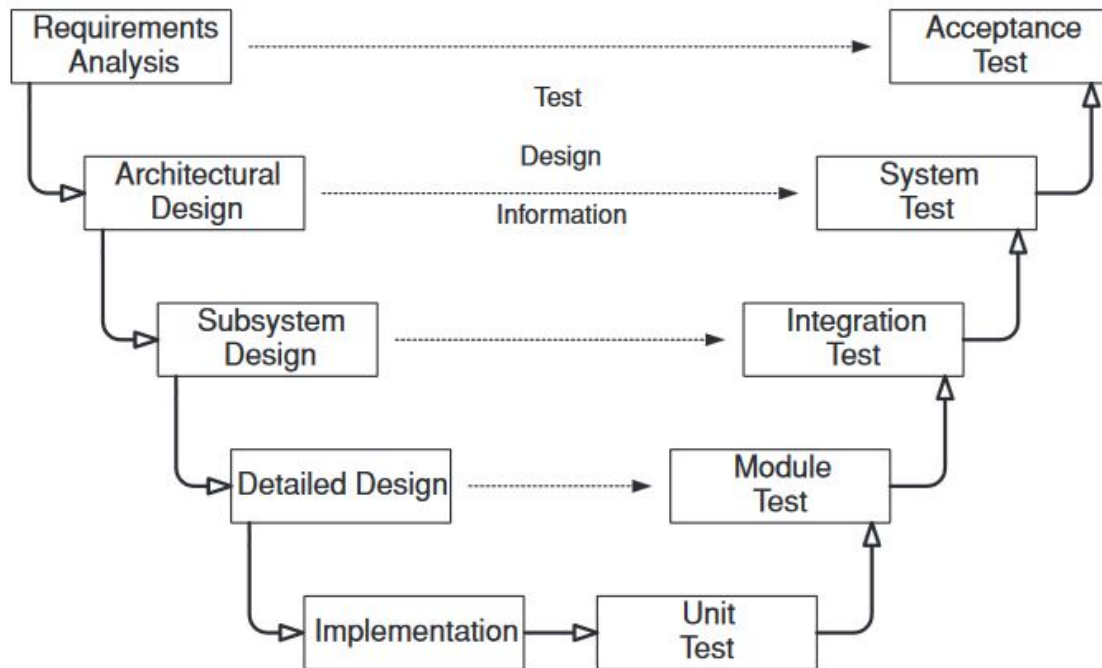 Requirements
Analysis
Acceptance
Test
Test
Design
Information
Architectural
Design
System
Test
Subsystem
Design
Integration
Test
Detailed Design
Module
Test
Implementation
Unit
Test